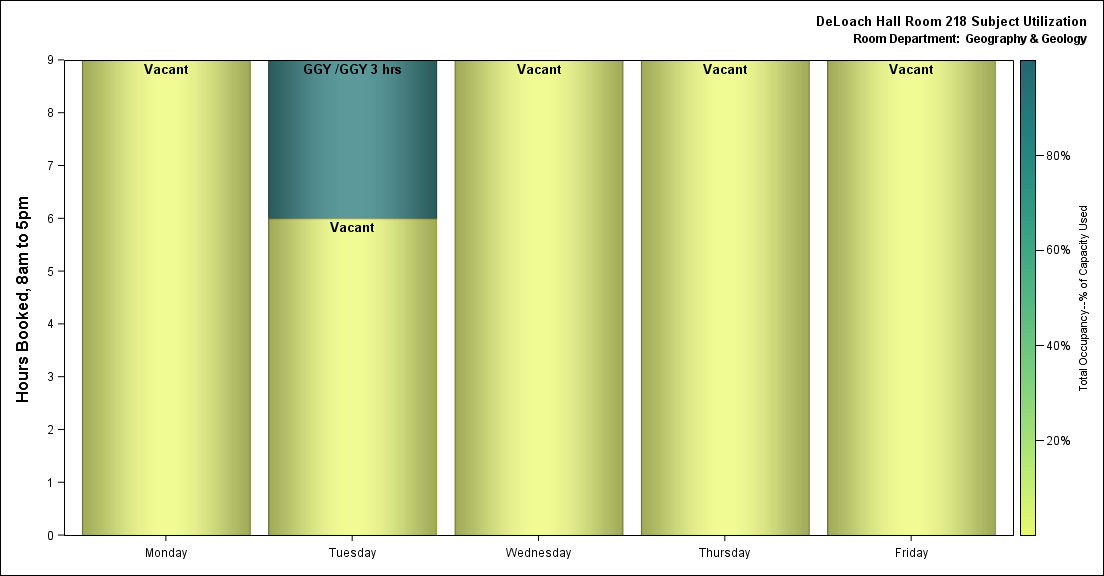 DeLoach Hall Room 218 Subject Utilization
Room Department: Geography & Geology
Hours Booked, 8am to 5pm
9
8
7
6
5
4
3
2
1
0
Vacant
GGY /GGY 3 hrs
Vacant
Vacant
Vacant
Vacant
Monday
Tuesday
Wednesday
Thursday
Friday
80%
60%
40%
20%
Total Occupancy--% of Capacity Used